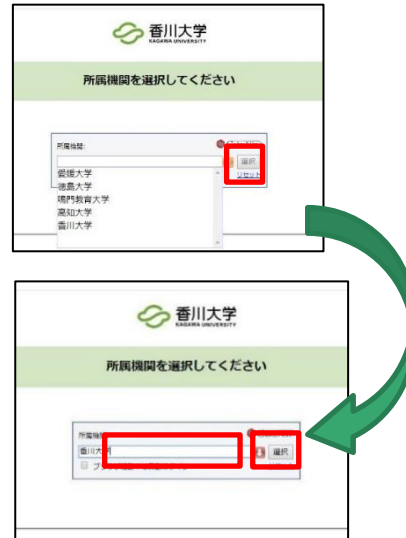 香川大学
KAGAWA UNIVERSITY
所属機関を選択してください
所属機関:
選択
リセット
愛媛大学
徳島大学
鳴門教育大学
高知大学
香川大学
香川大学
KAGAWA UNIVERSITY
所属機関を選択してください
所属機関
香川大学
選択